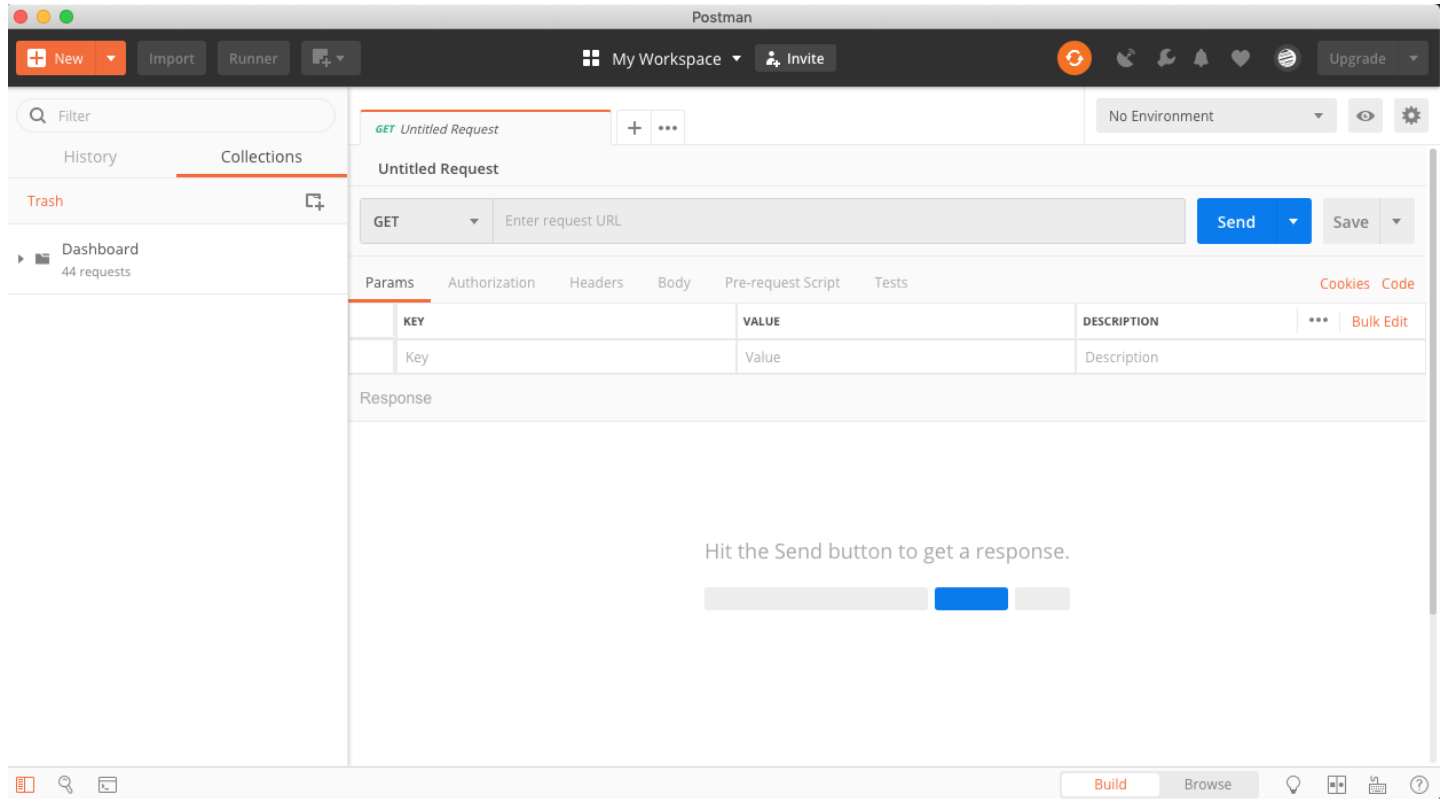 Postman
New Import Runner My Workspace Invite Upgrade
Filter
History Collections
Trash
Dashboard
44 requests
GET Untitled Request
No Environment
Untitled Request
GET Enter request URL Send Save
Params Authorization Headers Body Pre-request Script Tests Cookies Code
KEY VALUE DESCRIPTION Bulk Edit
Key Value Description
Response
Hit the Send button to get a response.
Build Browse